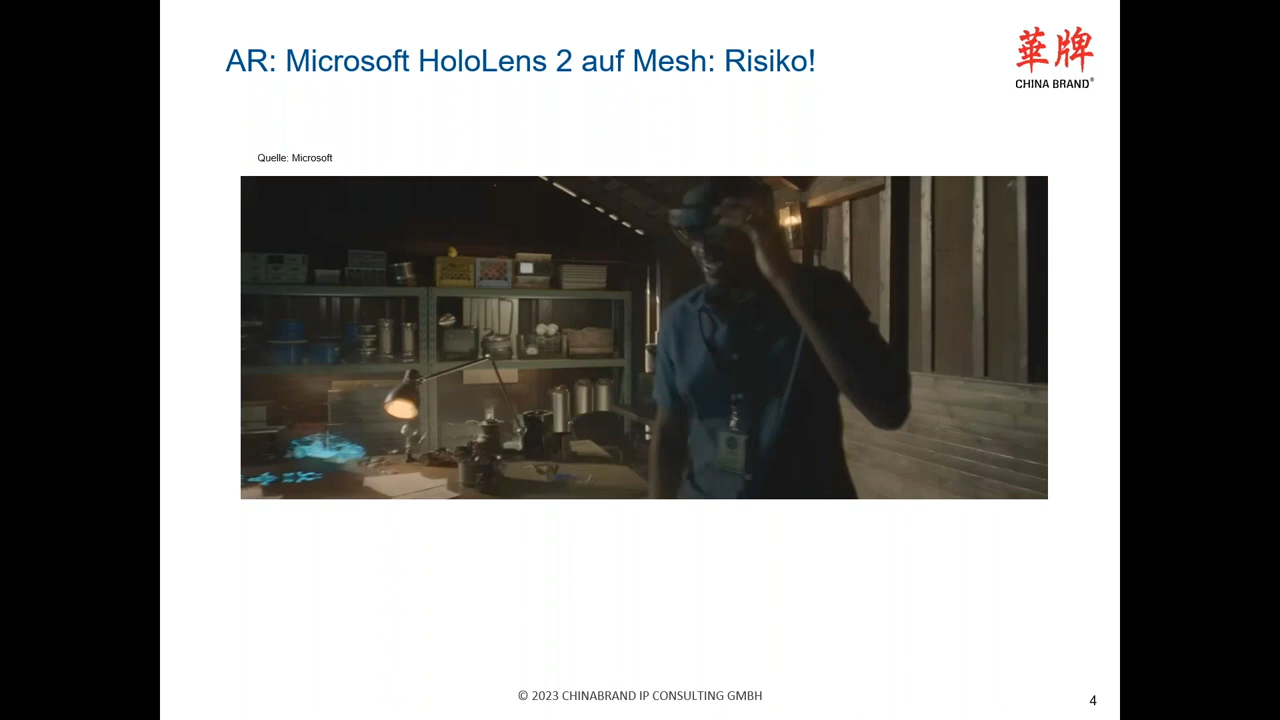 AR: Microsoft HoloLens 2 auf Mesh: Risiko!
華牌
CHINA BRAND®
Quelle: Microsoft
© 2023 CHINABRAND IP CONSULTING GMBH
4